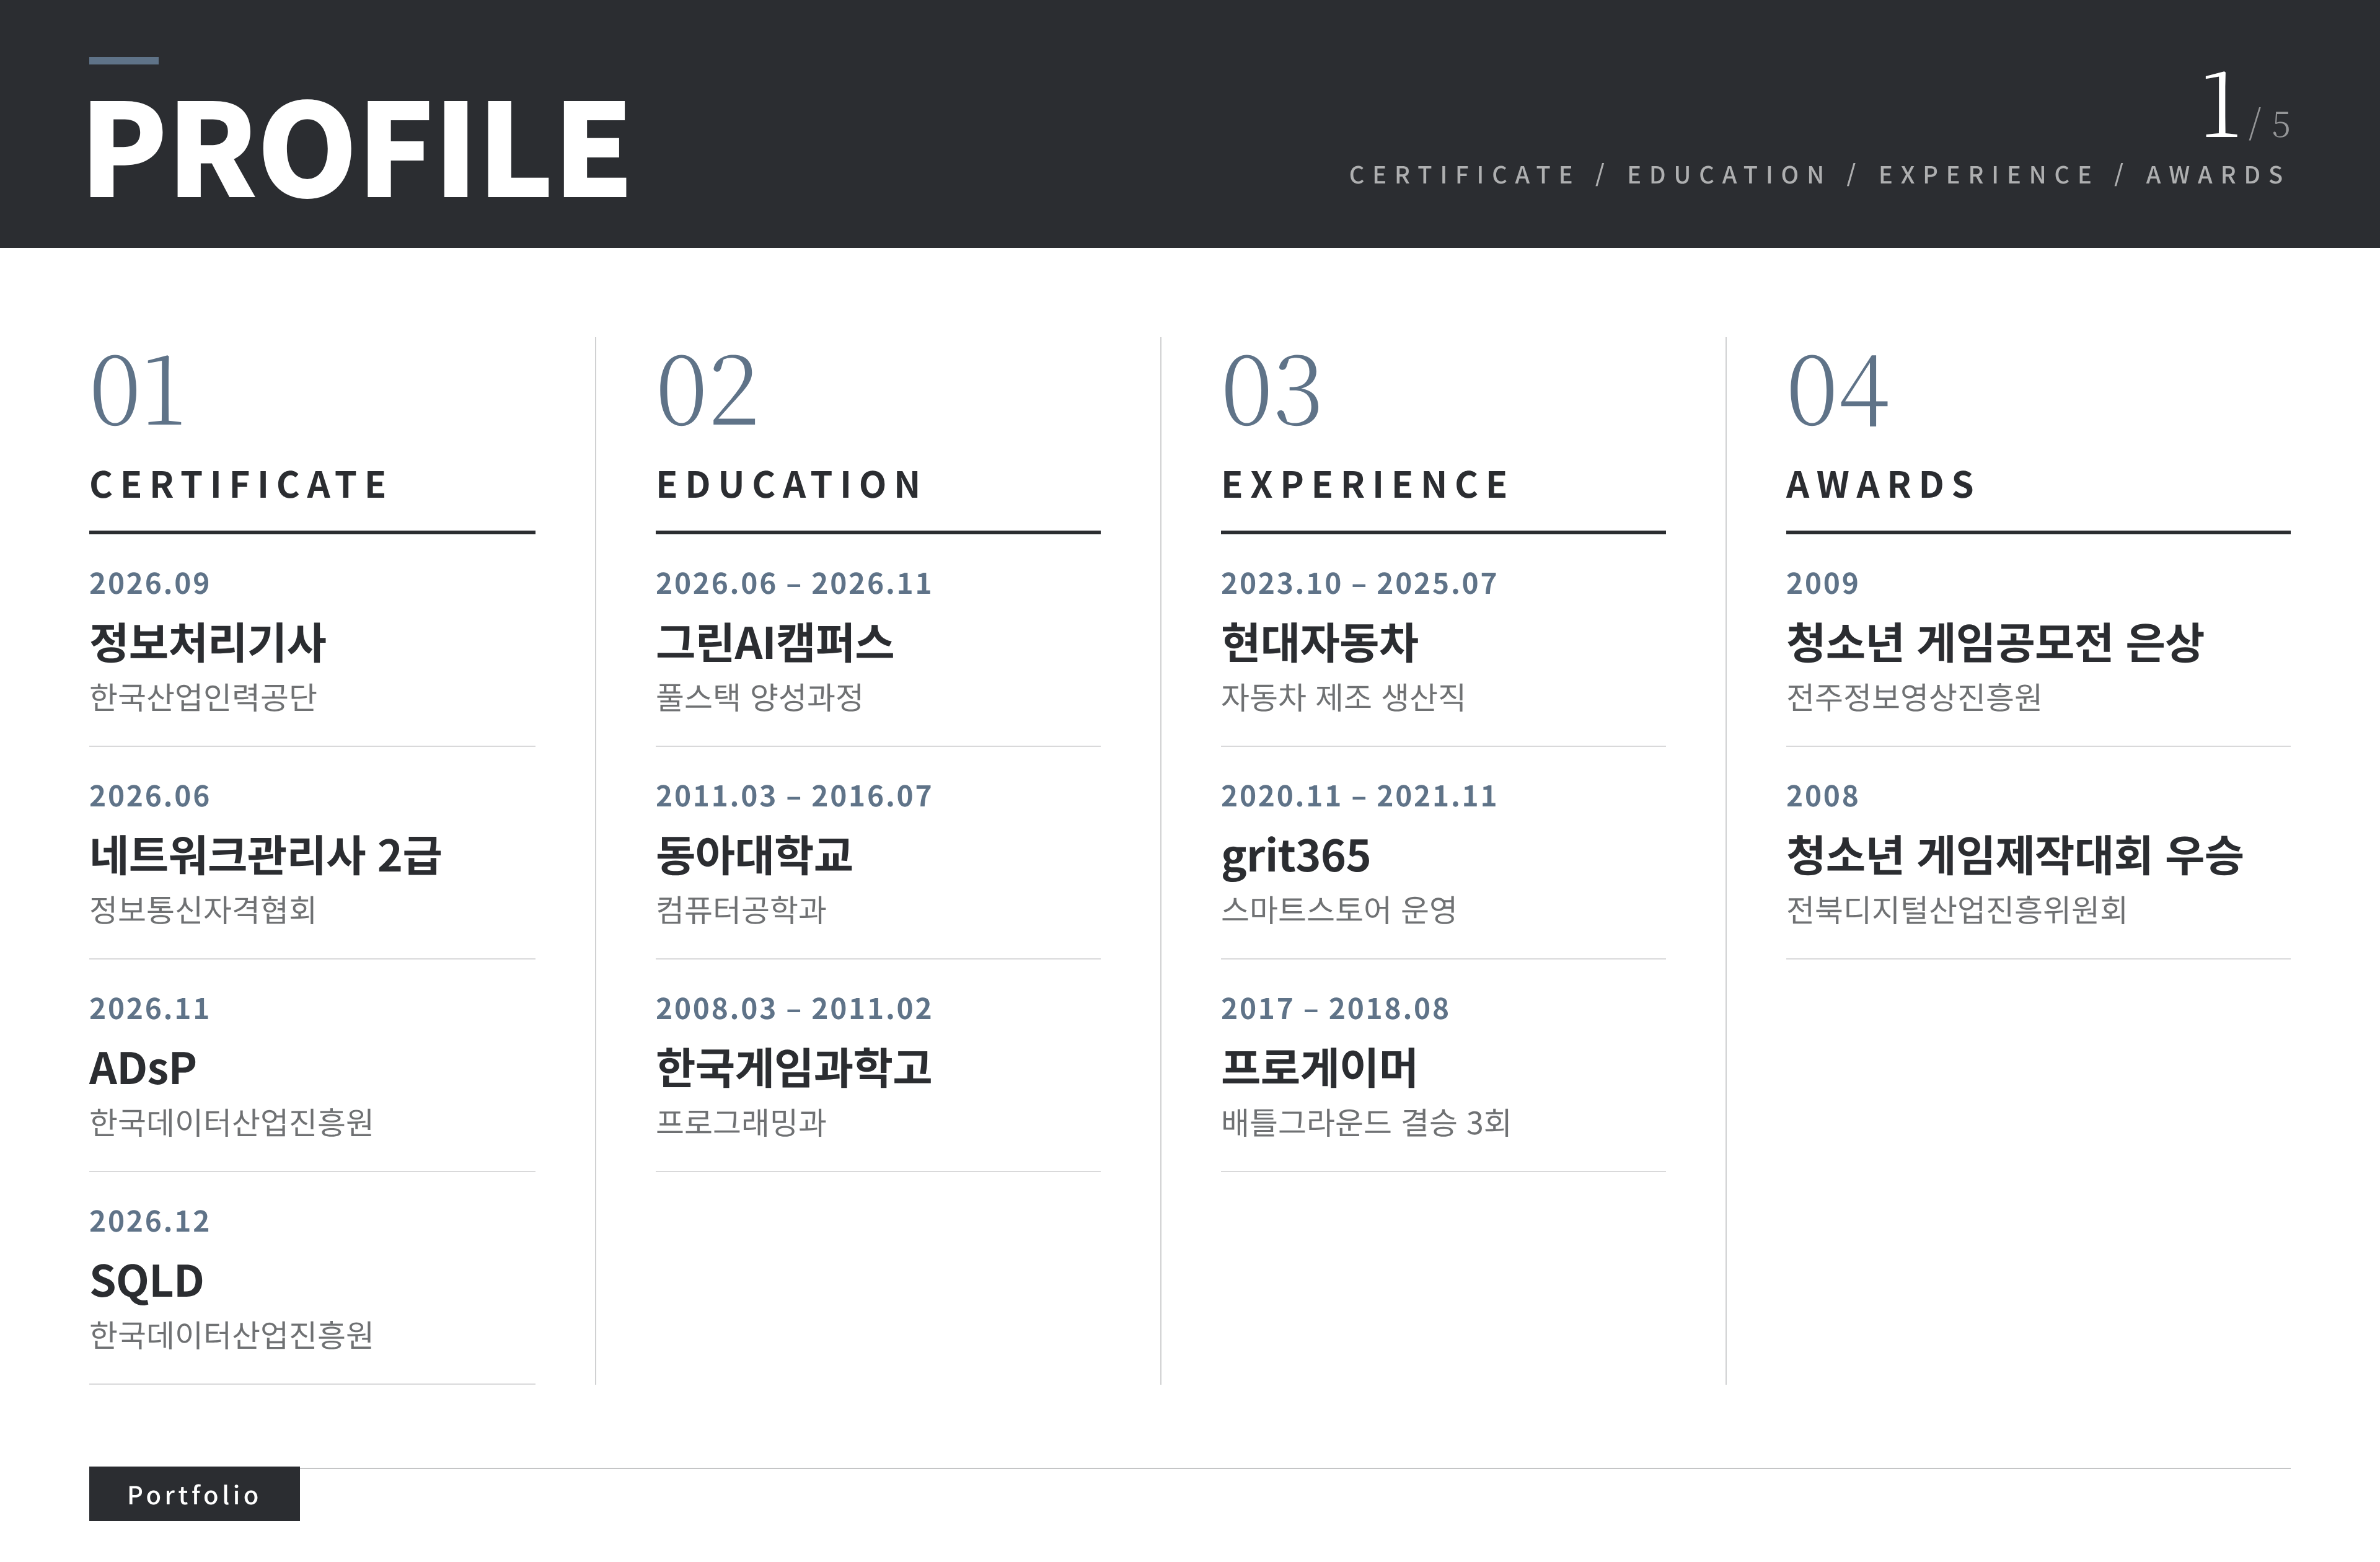 PROFILE
1 / 5
CERTIFICATE / EDUCATION / EXPERIENCE / AWARDS
01
CERTIFICATE
2026.09
정보처리기사
한국산업인력공단
2026.06
네트워크관리사 2급
정보통신자격협회
2026.11
ADsP
한국데이터산업진흥원
2026.12
SQLD
한국데이터산업진흥원
02
EDUCATION
2026.06 – 2026.11
그린AI캠퍼스
풀스택 양성과정
2011.03 – 2016.07
동아대학교
컴퓨터공학과
2008.03 – 2011.02
한국게임과학고
프로그래밍과
03
EXPERIENCE
2023.10 – 2025.07
현대자동차
자동차 제조 생산직
2020.11 – 2021.11
grit365
스마트스토어 운영
2017 – 2018.08
프로게이머
배틀그라운드 결승 3회
04
AWARDS
2009
청소년 게임공모전 은상
전주정보영상진흥원
2008
청소년 게임제작대회 우승
전북디지털산업진흥위원회
Portfolio